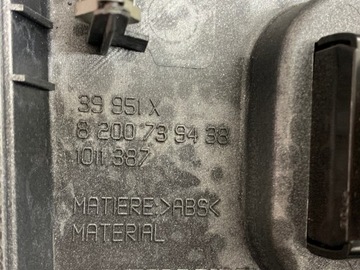 39 951 X
8 200 73 94 38
1011 387
MATIERE:>ABS<
MATERIAL